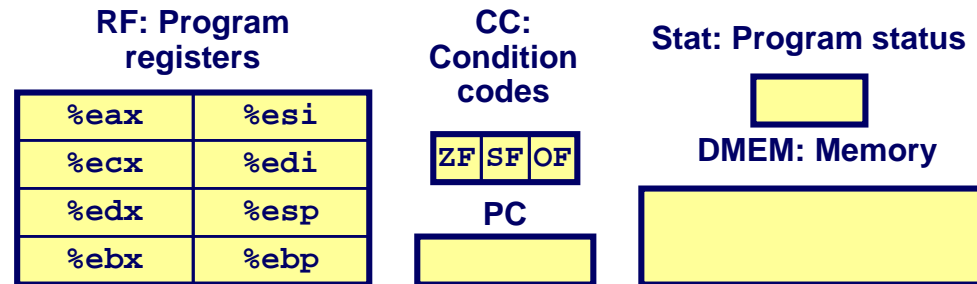 RF: Program
registers
%eax %esi
%ecx %edi
%edx %esp
%ebx %ebp
CC:
Condition
codes
ZF SF OF
PC
Stat: Program status
DMEM: Memory